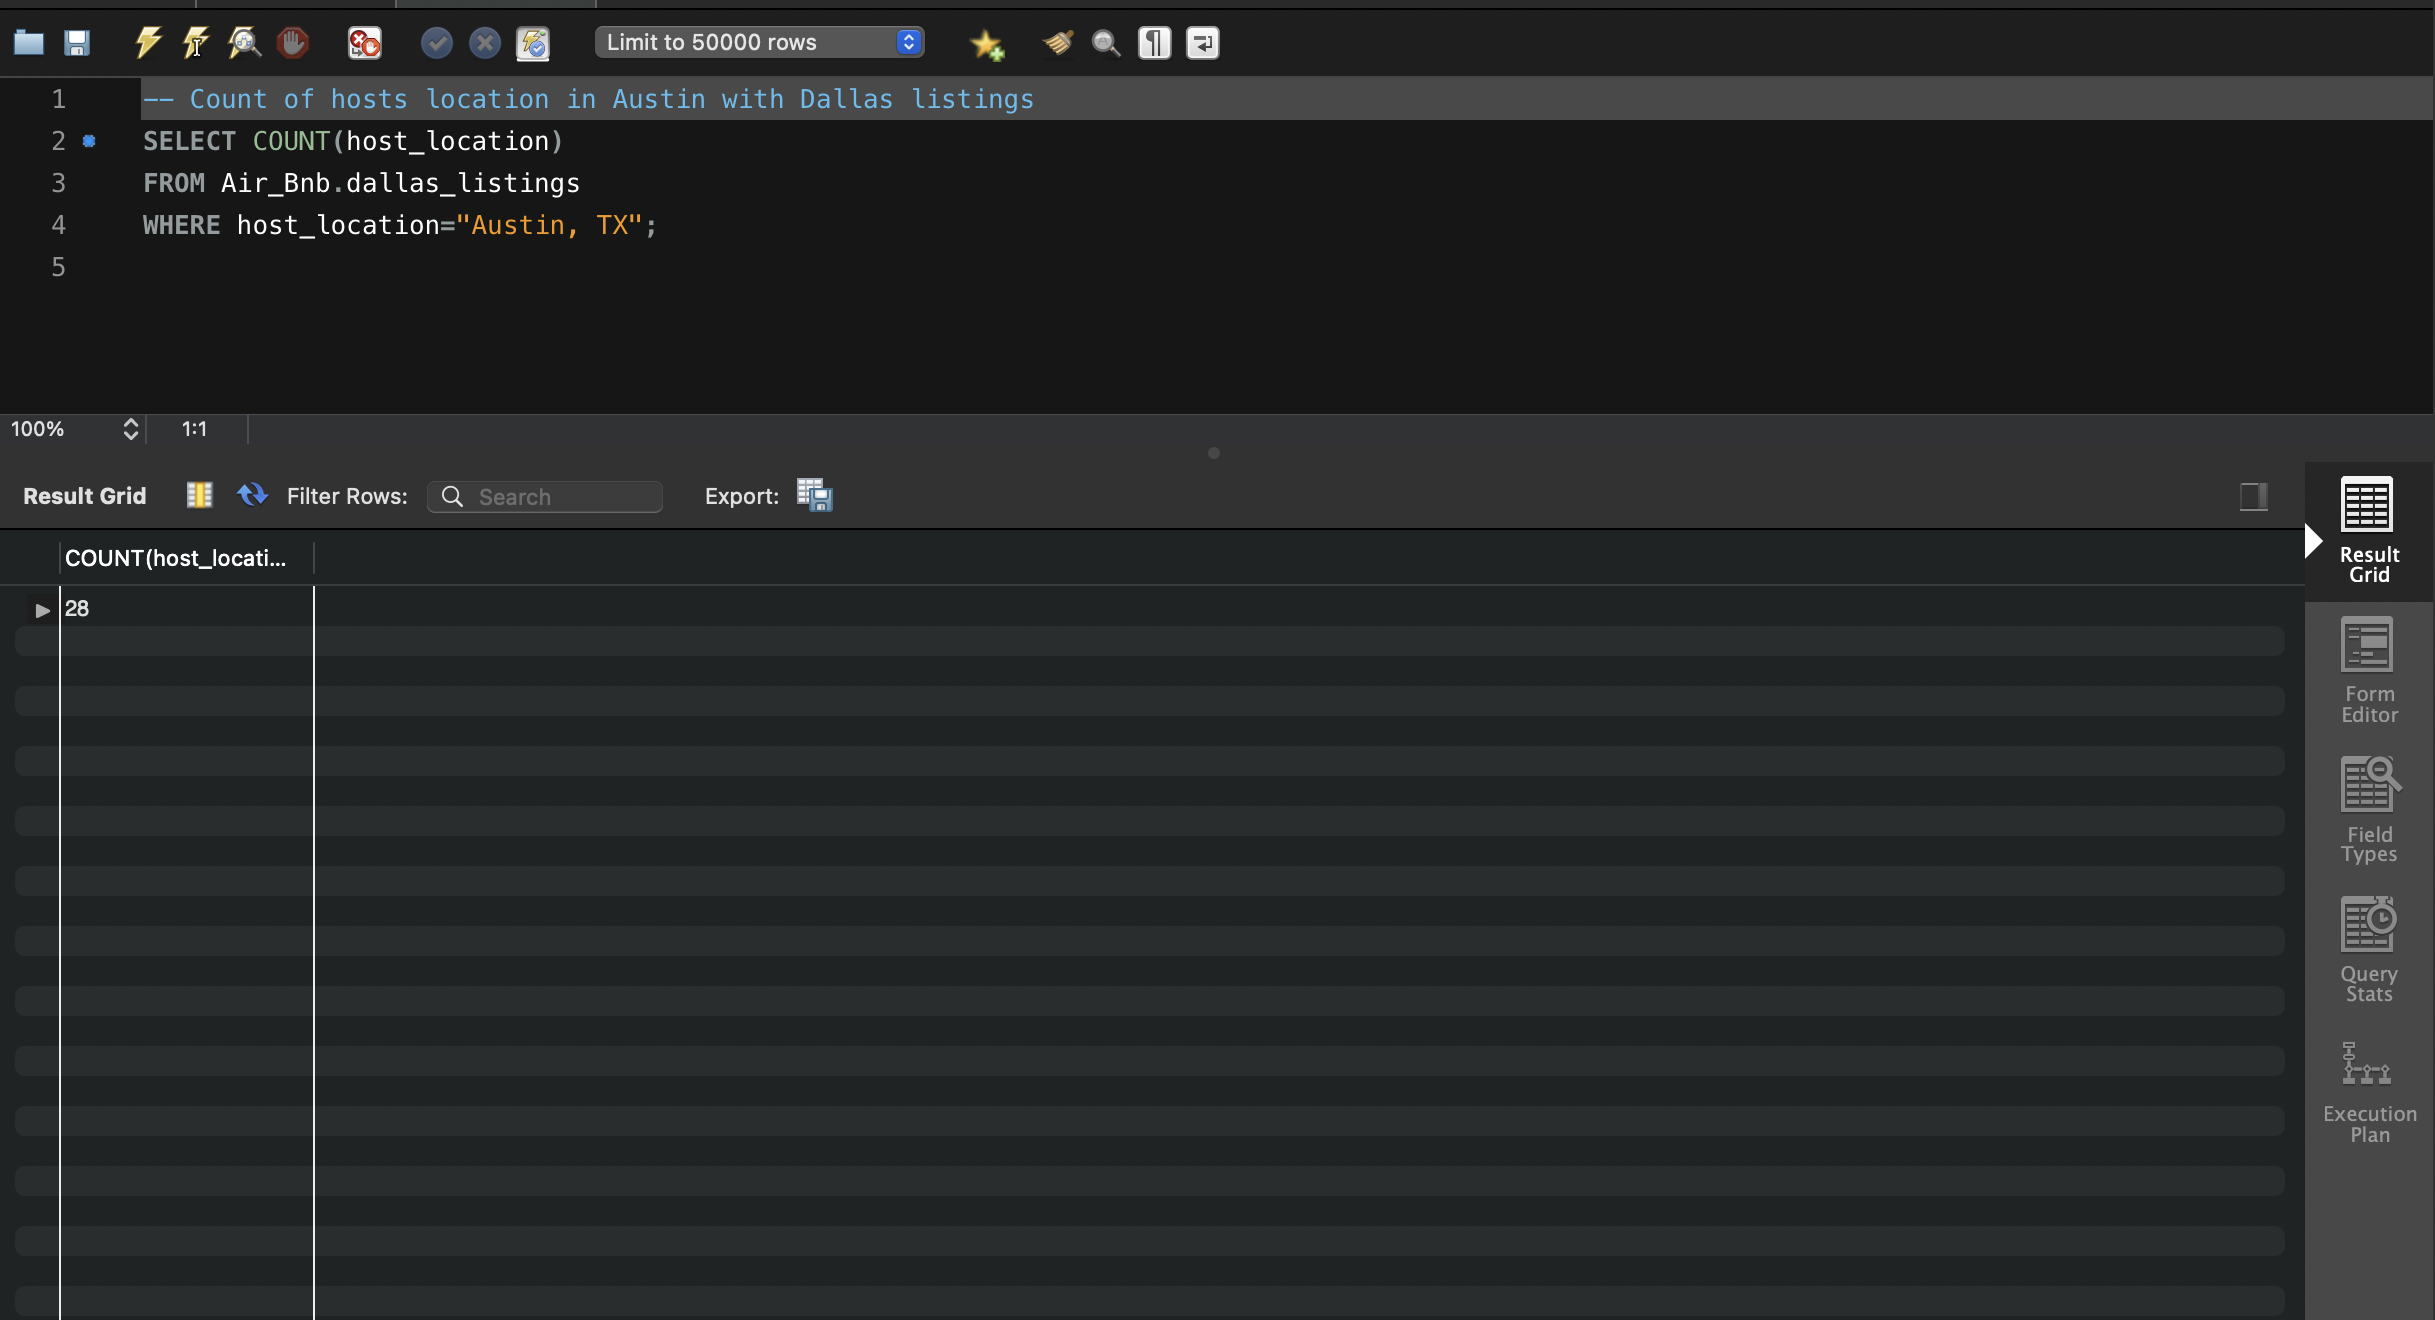 Limit to 50000 rows
1 -- Count of hosts location in Austin with Dallas listings
2 SELECT COUNT(host_location)
3 FROM Air_Bnb.dallas_listings
4 WHERE host_location="Austin, TX";
5
100% 1:1
Result Grid Filter Rows: Search Export:
COUNT(host_locati...
28
Result
Grid
Form
Editor
Field
Types
Query
Stats
Execution
Plan